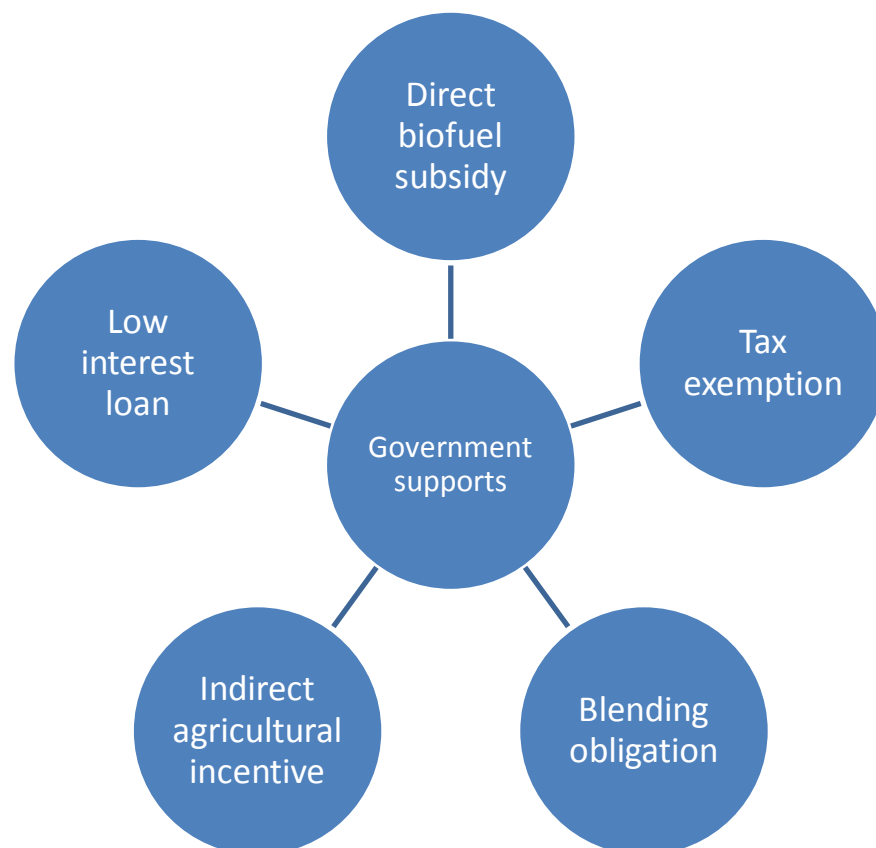 Direct
biofuel
subsidy
Tax
exemption
Low
interest
loan
Government
supports
Indirect
agricultural
incentive
Blending
obligation